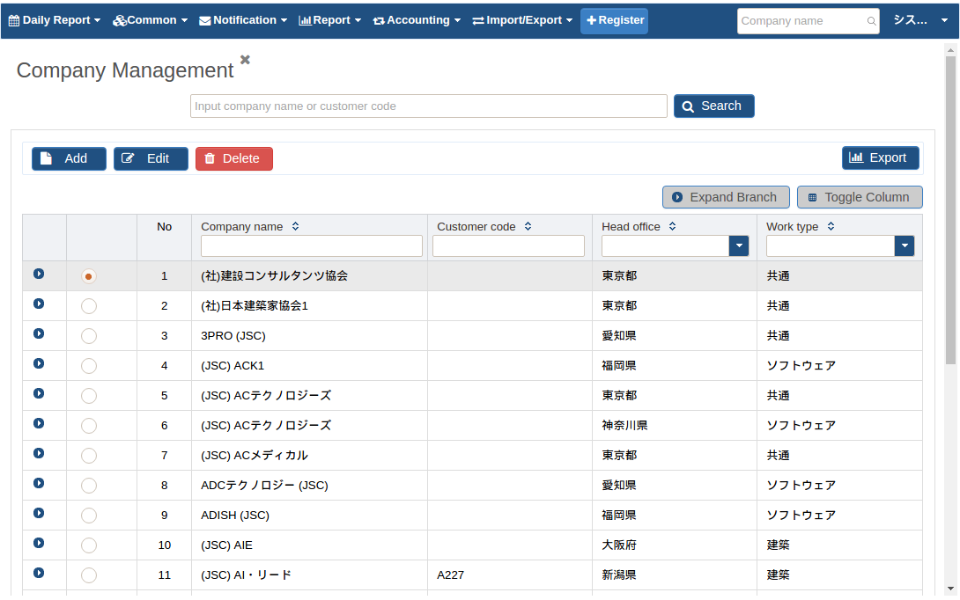 Daily Report Common Notification Report Accounting Import/Export Register Company name シス...
Company Management
Input company name or customer code Search
Add Edit Delete Export
Expand Branch Toggle Column
No Company name Customer code Head office Work type
1 (社)建設コンサルタンツ協会 東京都 共通
2 (社)日本建築家協会1 東京都 共通
3 3PRO (JSC) 愛知県 共通
4 (JSC) ACK1 福岡県 ソフトウェア
5 (JSC) ACテクノロジーズ 東京都 共通
6 (JSC) ACテクノロジーズ 神奈川県 ソフトウェア
7 (JSC) ACメディカル 東京都 共通
8 ADCテクノロジー (JSC) 愛知県 ソフトウェア
9 ADISH (JSC) 福岡県 ソフトウェア
10 (JSC) AIE 大阪府 建築
11 (JSC) AI・リード A227 新潟県 建築